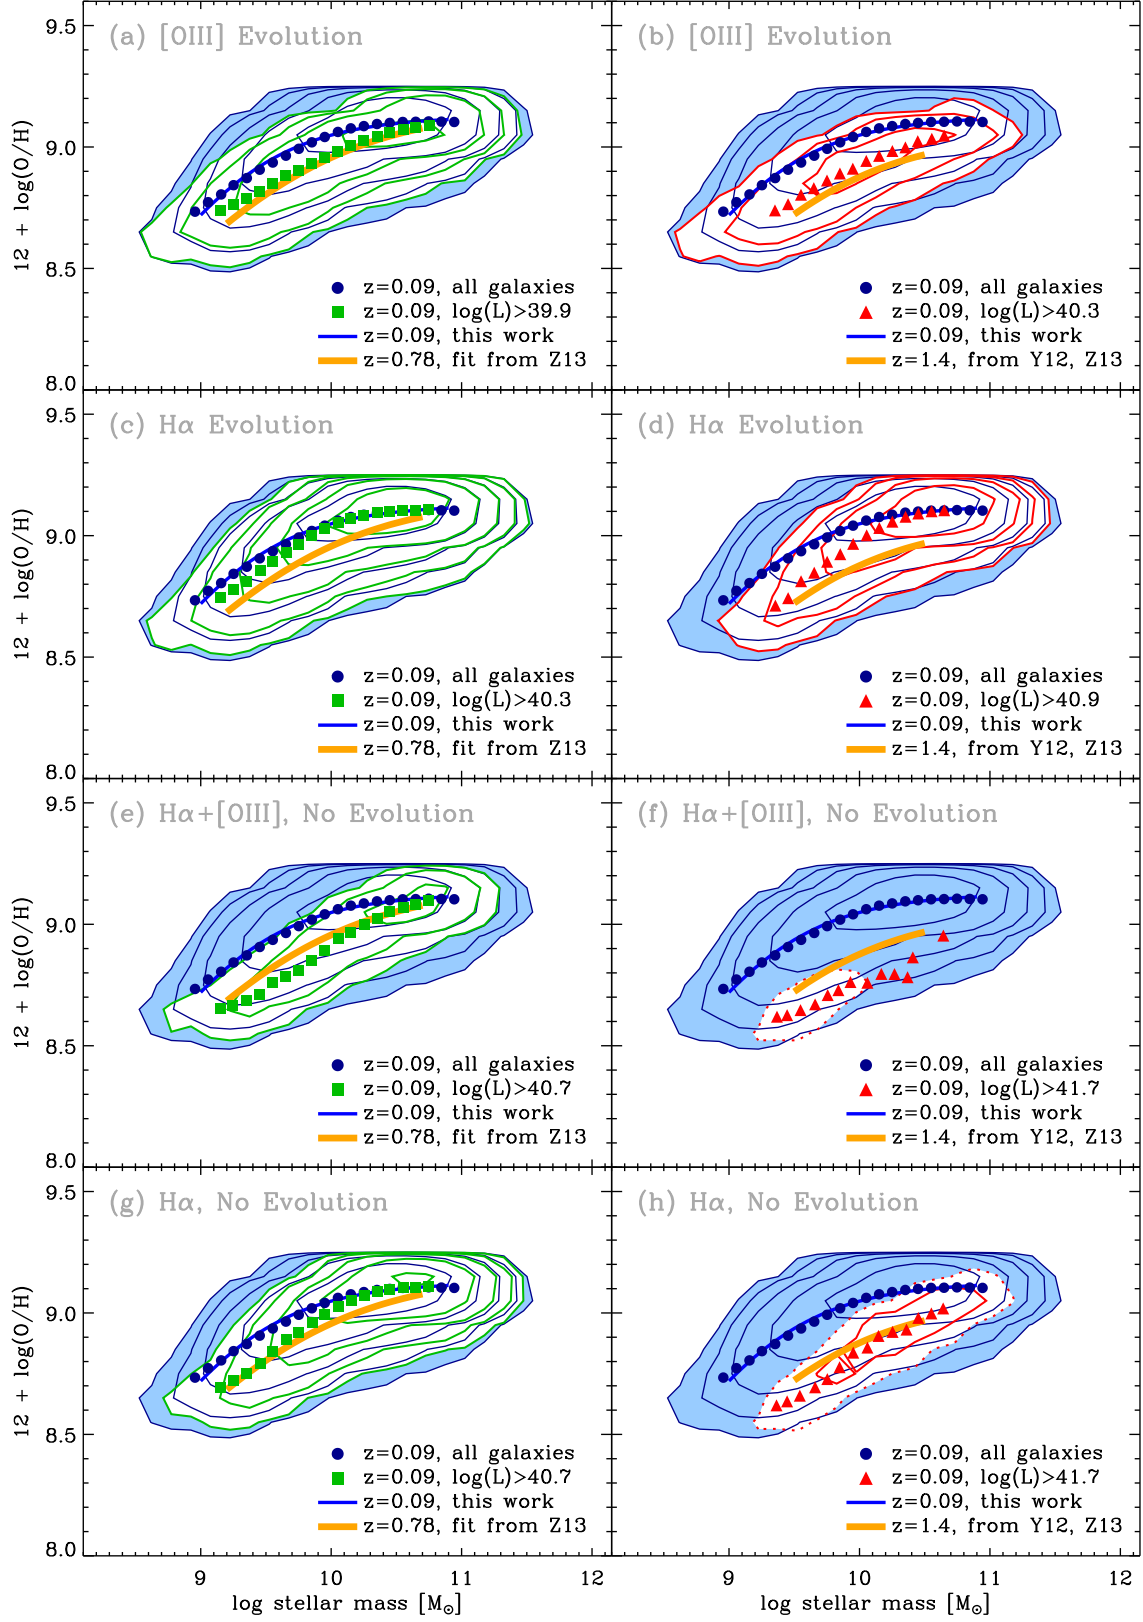 (a) [OIII] Evolution
(b) [OIII] Evolution
9.5
9.0
8.5
8.0
12 + log(O/H)
z=0.09, all galaxies
z=0.09, log(L)>39.9
z=0.09, this work
z=0.78, fit from Z13
z=0.09, all galaxies
z=0.09, log(L)>40.3
z=0.09, this work
z=1.4, from Y12, Z13
(c) Hα Evolution
(d) Hα Evolution
9.5
9.0
8.5
8.0
12 + log(O/H)
z=0.09, all galaxies
z=0.09, log(L)>40.3
z=0.09, this work
z=0.78, fit from Z13
z=0.09, all galaxies
z=0.09, log(L)>40.9
z=0.09, this work
z=1.4, from Y12, Z13
(e) Hα+[OIII], No Evolution
(f) Hα+[OIII], No Evolution
9.5
9.0
8.5
8.0
12 + log(O/H)
z=0.09, all galaxies
z=0.09, log(L)>40.7
z=0.09, this work
z=0.78, fit from Z13
z=0.09, all galaxies
z=0.09, log(L)>41.7
z=0.09, this work
z=1.4, from Y12, Z13
(g) Hα, No Evolution
(h) Hα, No Evolution
9.5
9.0
8.5
8.0
12 + log(O/H)
z=0.09, all galaxies
z=0.09, log(L)>40.7
z=0.09, this work
z=0.78, fit from Z13
z=0.09, all galaxies
z=0.09, log(L)>41.7
z=0.09, this work
z=1.4, from Y12, Z13
9 10 11 12
9 10 11 12
log stellar mass [M⊙]
log stellar mass [M⊙]